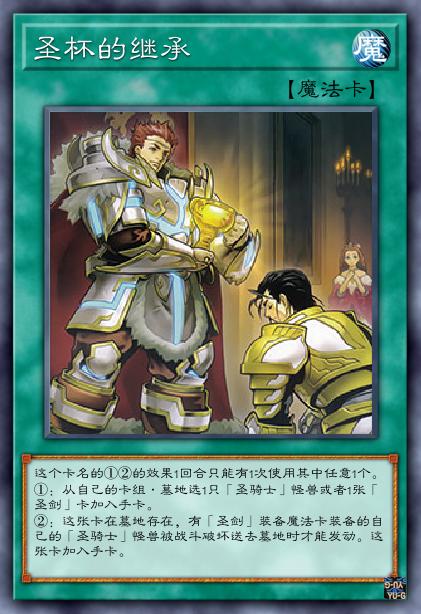 圣杯的继承
魔
【魔法卡】
这个卡名的①②的效果1回合只能有1次使用其中任意1个。
①：从自己的卡组·墓地选1只「圣骑士」怪兽或者1张「
圣剑」卡加入手卡。
②：这张卡在墓地存在，有「圣剑」装备魔法卡装备的自
己的「圣骑士」怪兽被战斗破坏送去墓地时才能发动。这
张卡加入手卡。
YU-G